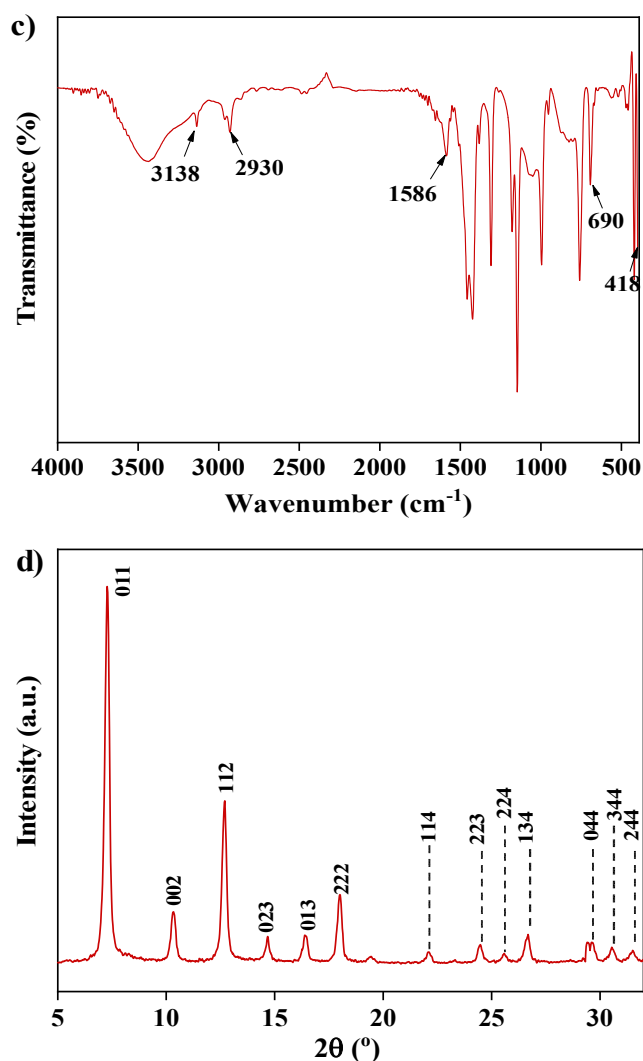 c)
Transmittance (%)
3138
2930
1586
690
418
4000 3500 3000 2500 2000 1500 1000 500
Wavenumber (cm-1)
d)
Intensity (a.u.)
011
002
112
023
013
222
114
223
224
134
044
344
244
5 10 15 20 25 30
2θ (º)